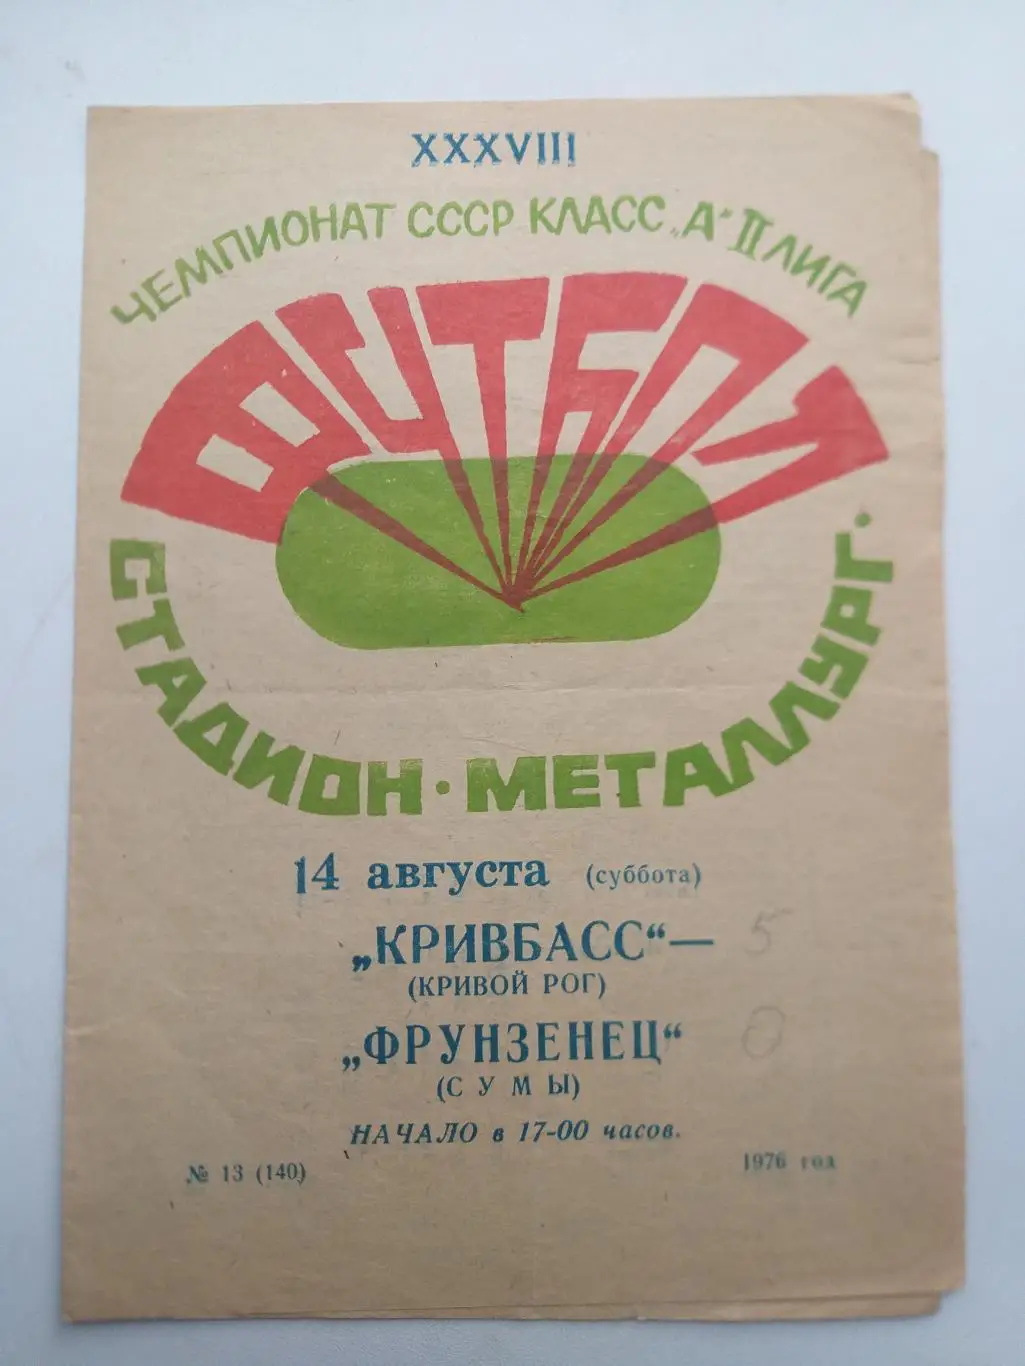 XXXVIII
ЧЕМПИОНАТ СССР КЛАСС „А“ II ЛИГА
ФУТБОЛ
СТАДИОН · МЕТАЛЛУРГ ·
14 августа (суббота)
„КРИВБАСС“ — 5
(КРИВОЙ РОГ)
„ФРУНЗЕНЕЦ“ 0
(СУМЫ)
НАЧАЛО в 17-00 часов.
№ 13 (140) 1976 год